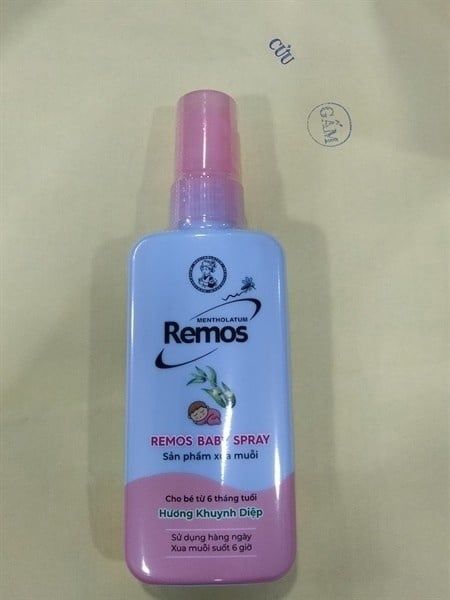 CỬU
GẤM
MENTHOLATUM
Remos
REMOS BABY SPRAY
Sản phẩm xua muỗi
Cho bé từ 6 tháng tuổi
Hương Khuynh Diệp
Sử dụng hàng ngày
Xua muỗi suốt 6 giờ